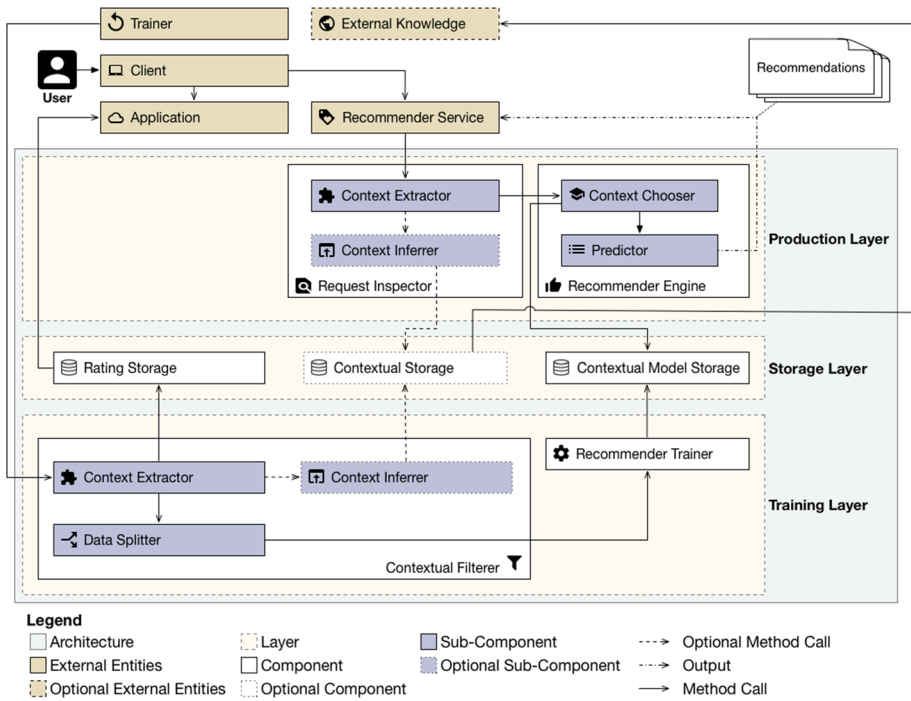 Trainer
External Knowledge
Client
Recommendations
User
Application
Recommender Service
Context Extractor
Context Chooser
Production Layer
Context Inferrer
Predictor
Request Inspector
Recommender Engine
Rating Storage
Contextual Storage
Contextual Model Storage
Storage Layer
Recommender Trainer
Context Extractor
Context Inferrer
Training Layer
Data Splitter
Contextual Filterer
Legend
Architecture
Layer
Sub-Component
Optional Method Call
External Entities
Component
Optional Sub-Component
Output
Optional External Entities
Optional Component
Method Call